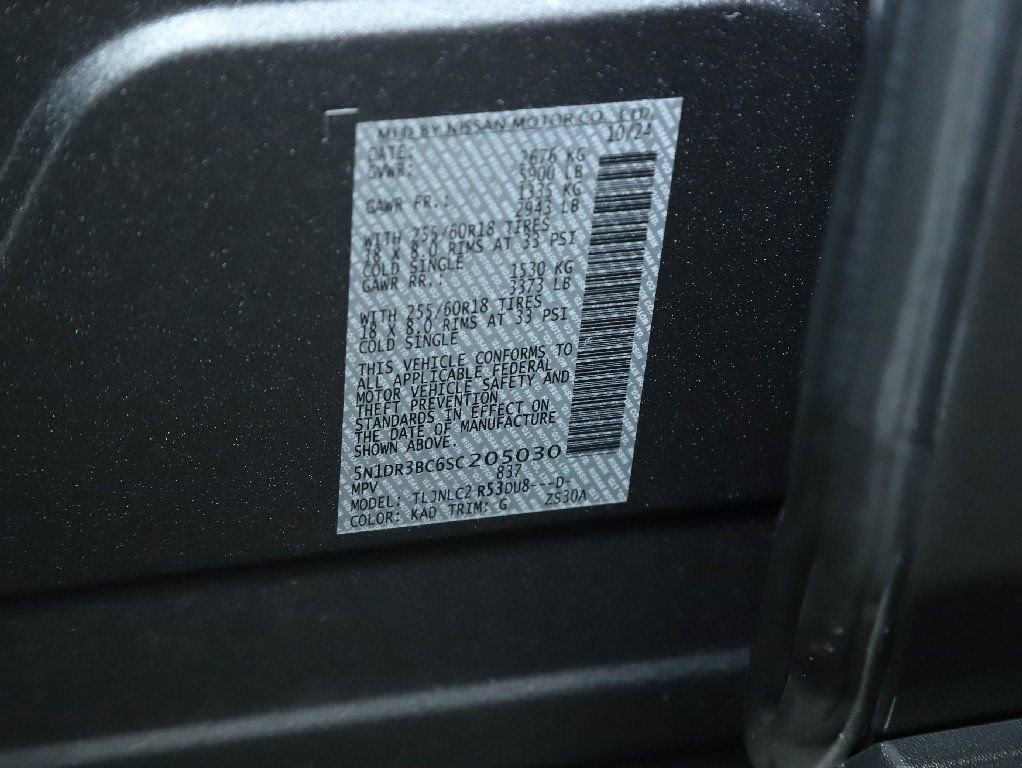 MFD BY NISSAN MOTOR CO., LTD.
DATE: 10/24
GVWR: 2676 KG
5900 LB
GAWR FR.: 1335 KG
2943 LB
WITH 255/60R18 TIRES
18 X 8.0 RIMS AT 33 PSI
COLD SINGLE
GAWR RR.: 1530 KG
3373 LB
WITH 255/60R18 TIRES
18 X 8.0 RIMS AT 33 PSI
COLD SINGLE
THIS VEHICLE CONFORMS TO
ALL APPLICABLE FEDERAL
MOTOR VEHICLE SAFETY AND
THEFT PREVENTION
STANDARDS IN EFFECT ON
THE DATE OF MANUFACTURE
SHOWN ABOVE.
5N1DR3BC6SC205030
MPV 837
MODEL: TLJNLC2 R53DU8---D-
COLOR: KAD TRIM: G ZS30A